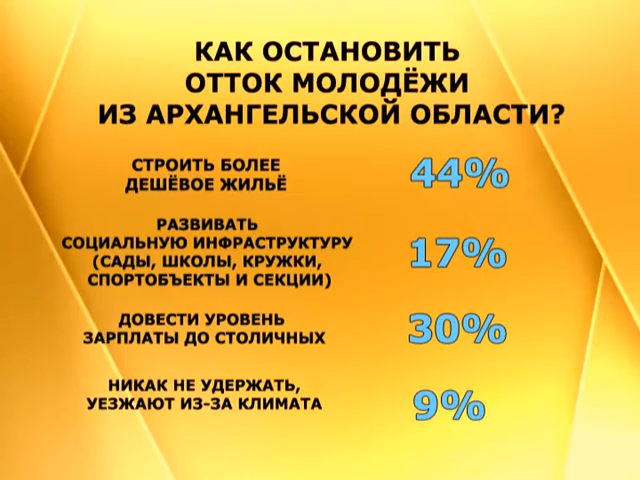 КАК ОСТАНОВИТЬ
ОТТОК МОЛОДЁЖИ
ИЗ АРХАНГЕЛЬСКОЙ ОБЛАСТИ?
СТРОИТЬ БОЛЕЕ
ДЕШЁВОЕ ЖИЛЬЁ
44%
РАЗВИВАТЬ
СОЦИАЛЬНУЮ ИНФРАСТРУКТУРУ
(САДЫ, ШКОЛЫ, КРУЖКИ,
СПОРТОБЪЕКТЫ И СЕКЦИИ)
17%
ДОВЕСТИ УРОВЕНЬ
ЗАРПЛАТЫ ДО СТОЛИЧНЫХ
30%
НИКАК НЕ УДЕРЖАТЬ,
УЕЗЖАЮТ ИЗ-ЗА КЛИМАТА
9%